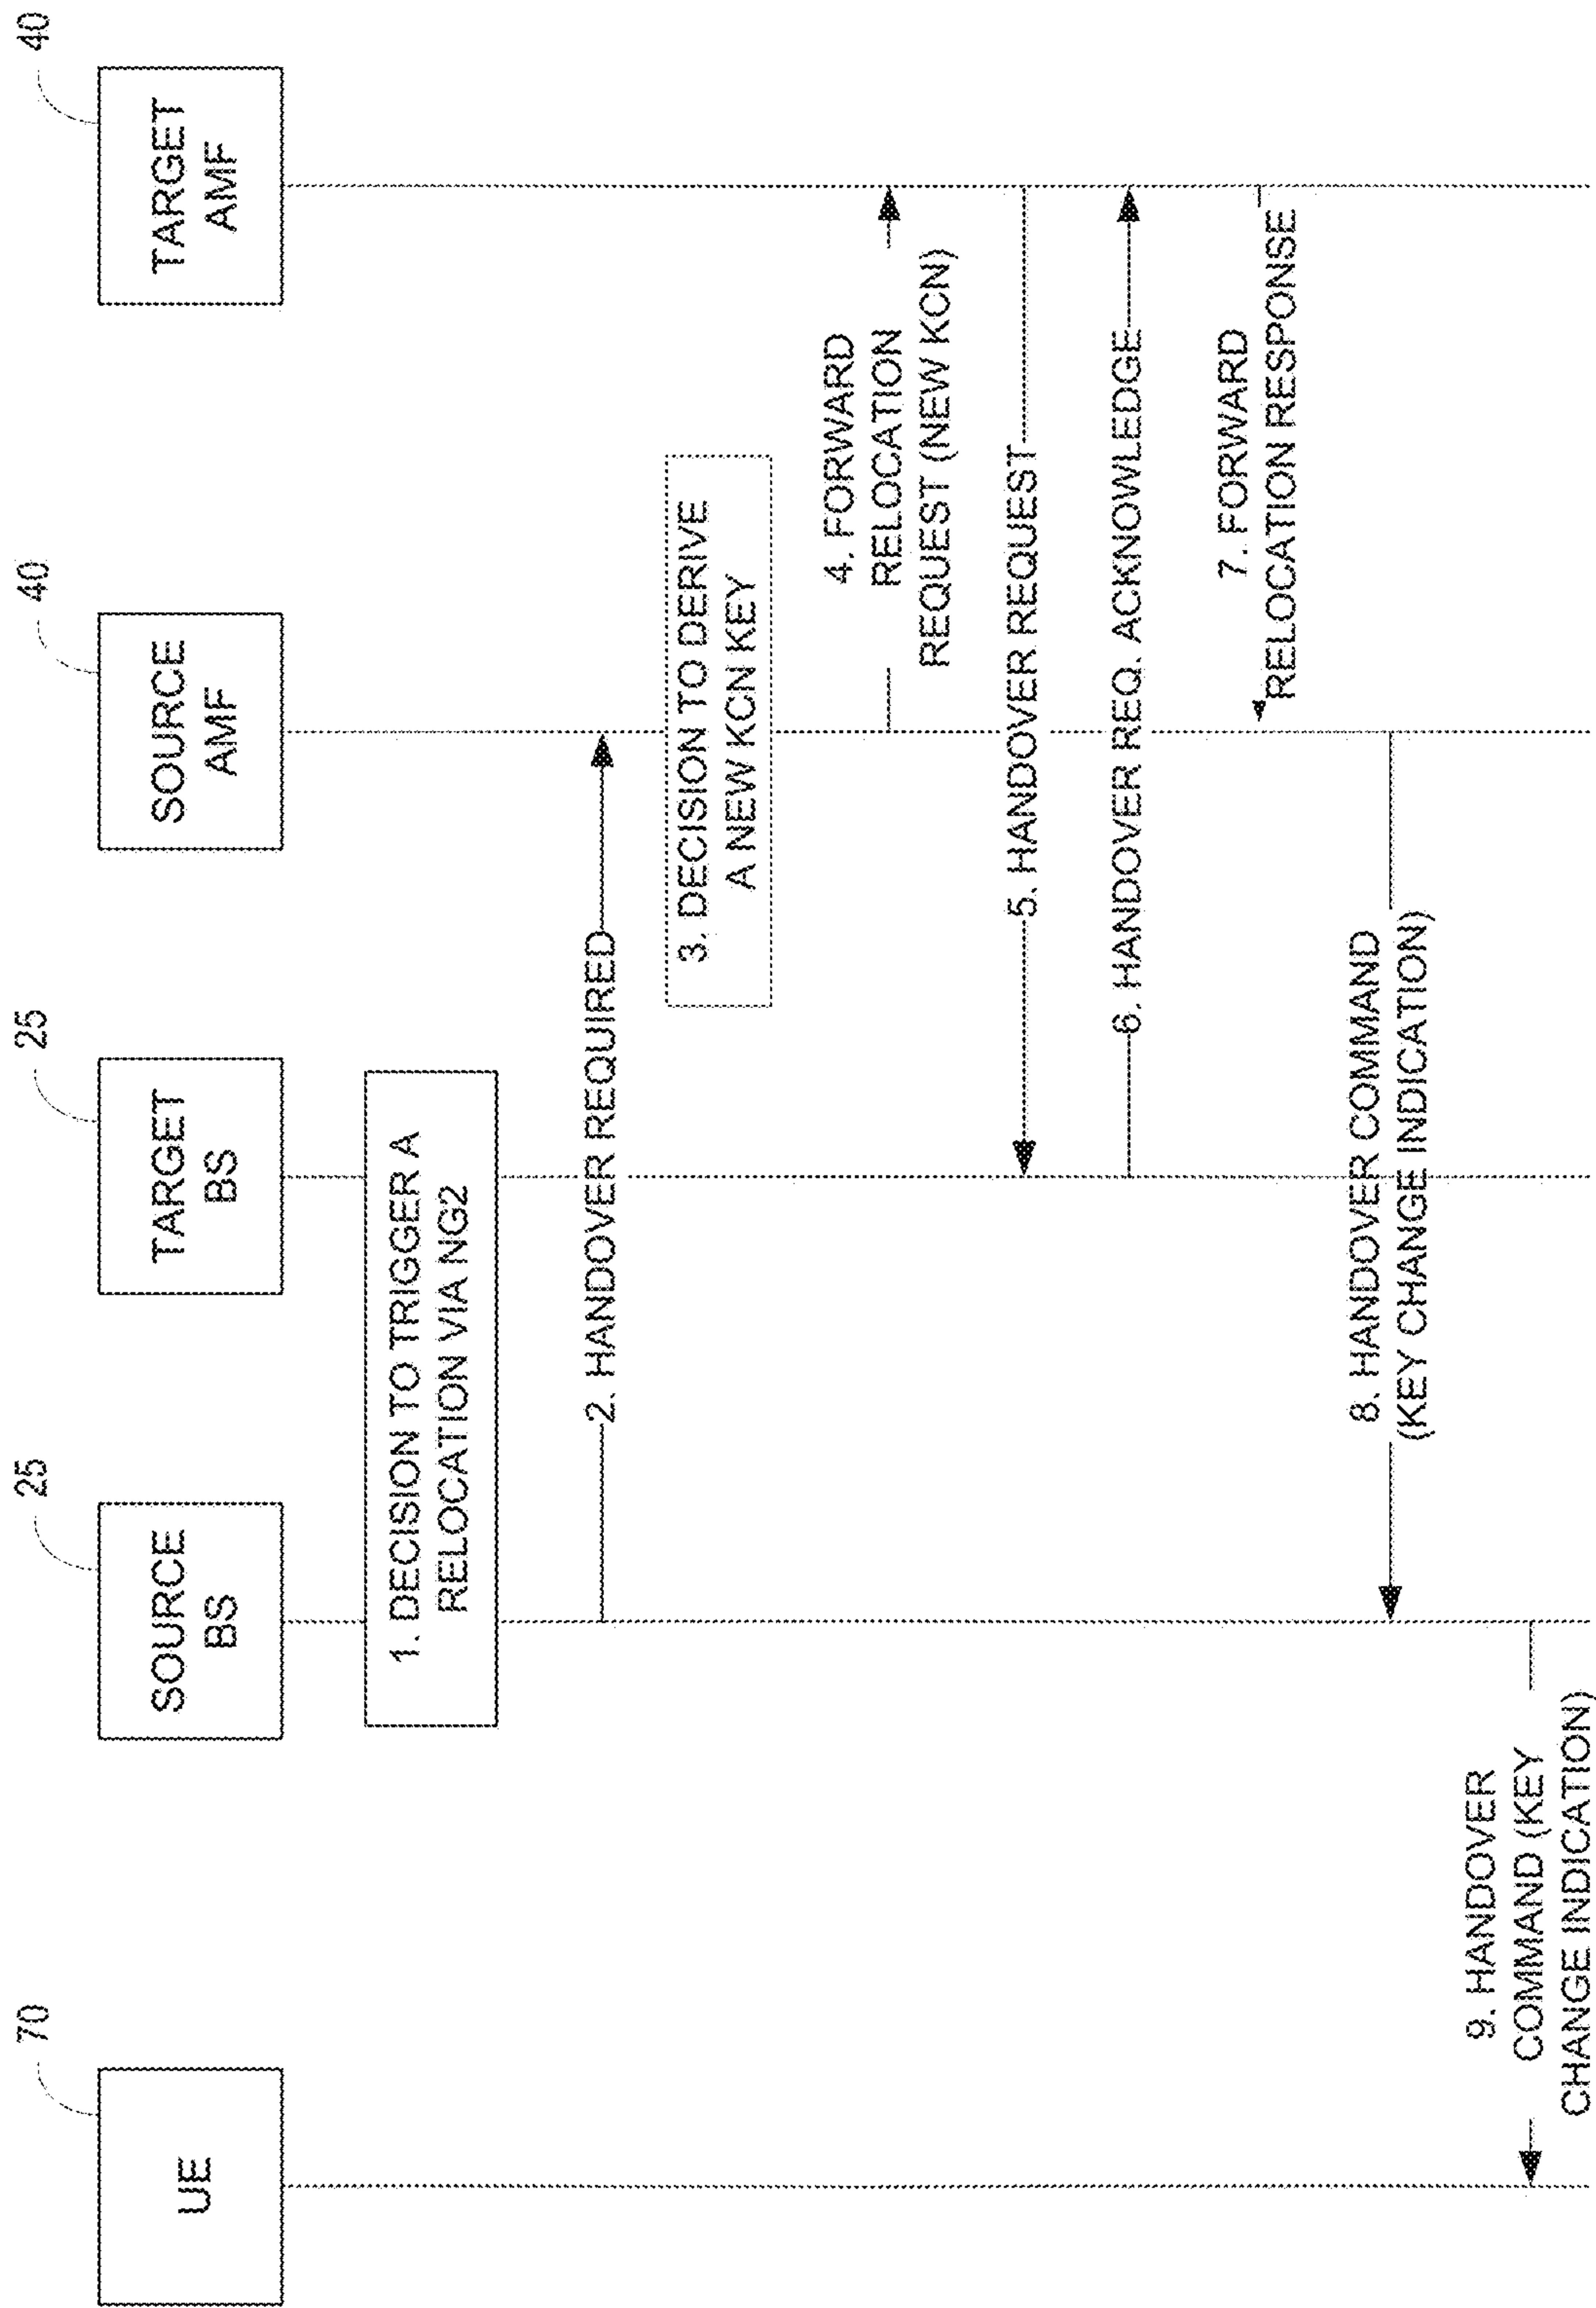 70
25
25
40
40
UE
SOURCE
BS
TARGET
BS
SOURCE
AMF
TARGET
AMF
1. DECISION TO TRIGGER A
RELOCATION VIA NG2
2. HANDOVER REQUIRED
3. DECISION TO DERIVE
A NEW KCN KEY
4. FORWARD
RELOCATION
REQUEST (NEW KCN)
5. HANDOVER REQUEST
6. HANDOVER REQ. ACKNOWLEDGE
7. FORWARD
RELOCATION RESPONSE
8. HANDOVER COMMAND
(KEY CHANGE INDICATION)
9. HANDOVER
COMMAND (KEY
CHANGE INDICATION)